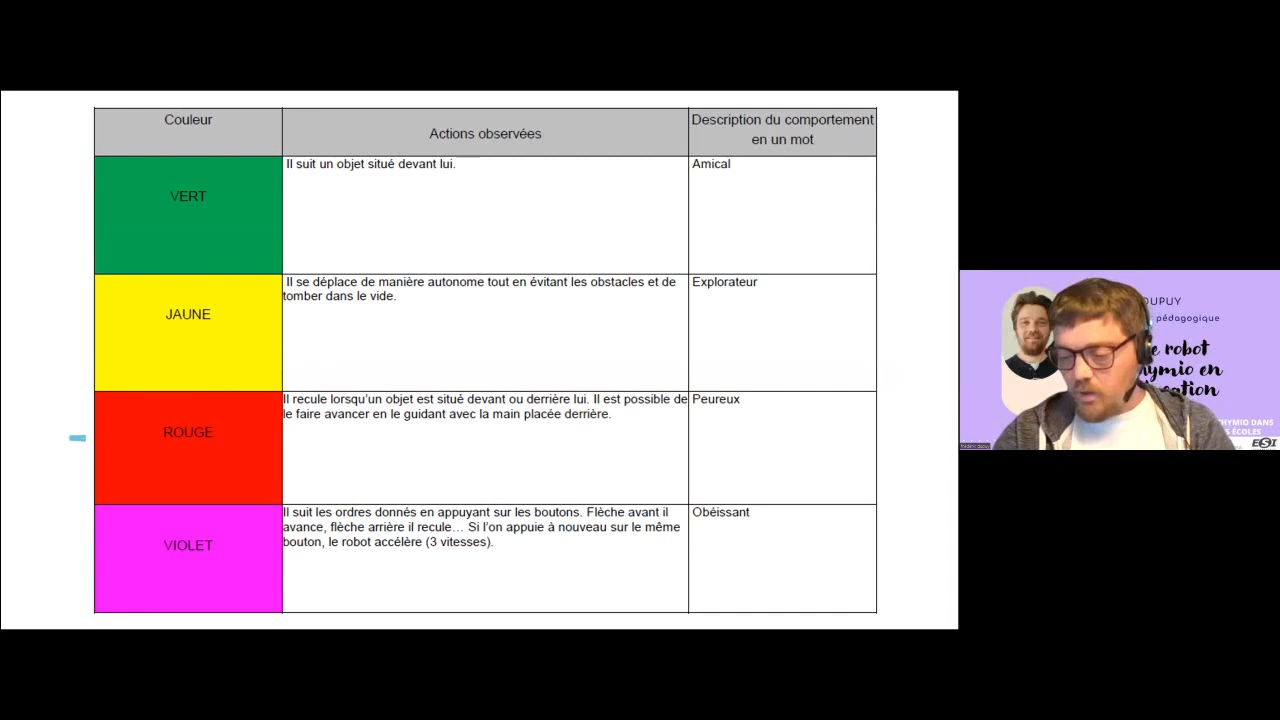 Couleur
Actions observées
Description du comportement
en un mot
VERT
Il suit un objet situé devant lui.
Amical
JAUNE
Il se déplace de manière autonome tout en évitant les obstacles et de
tomber dans le vide.
Explorateur
ROUGE
Il recule lorsqu'un objet est situé devant ou derrière lui. Il est possible de
le faire avancer en le guidant avec la main placée derrière.
Peureux
VIOLET
Il suit les ordres donnés en appuyant sur les boutons. Flèche avant il
avance, flèche arrière il recule… Si l'on appuie à nouveau sur le même
bouton, le robot accélère (3 vitesses).
Obéissant
DUPUY
pédagogique
robot
en
DANS
ÉCOLES
ESI